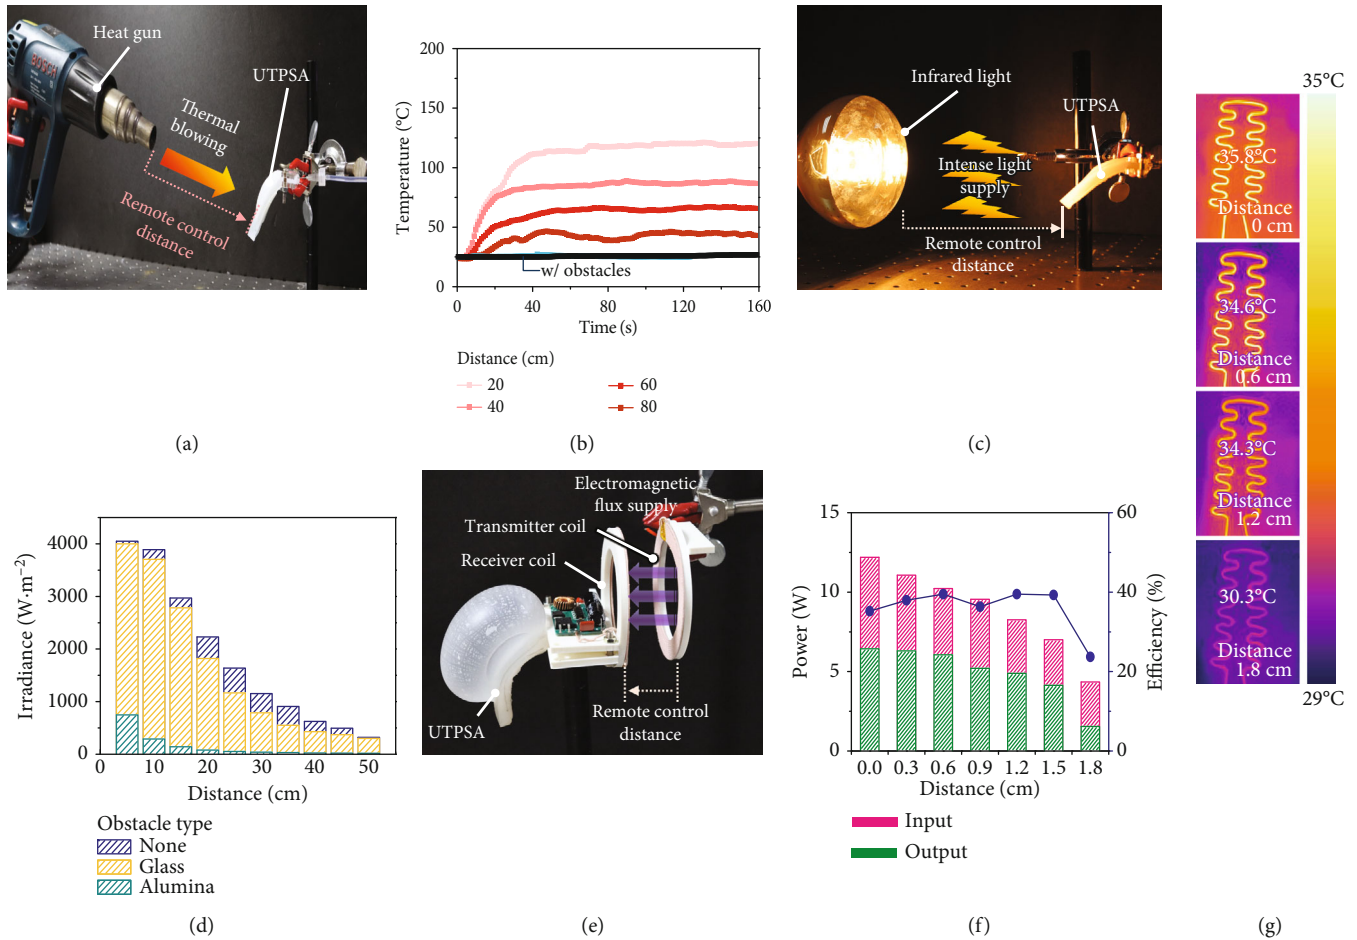 Heat gun
BOSCH
UTPSA
Thermal
blowing
Remote control
distance
(a)
200
150
100
50
0
Temperature (°C)
w/ obstacles
0 40 80 120 160
Time (s)
Distance (cm)
20 60
40 80
(b)
Infrared light
UTPSA
Intense light
supply
Remote control
distance
(c)
4000
3000
2000
1000
0
Irradiance (W·m−2)
0 10 20 30 40 50
Distance (cm)
Obstacle type
None
Glass
Alumina
(d)
Electromagnetic
flux supply
Transmitter coil
Receiver coil
UTPSA
Remote control
distance
(e)
15
10
5
0
Power (W)
60
40
20
0
Efficiency (%)
0.0 0.3 0.6 0.9 1.2 1.5 1.8
Distance (cm)
Input
Output
(f)
35°C
35.8°C
Distance
0 cm
34.6°C
Distance
0.6 cm
34.3°C
Distance
1.2 cm
30.3°C
Distance
1.8 cm
29°C
(g)